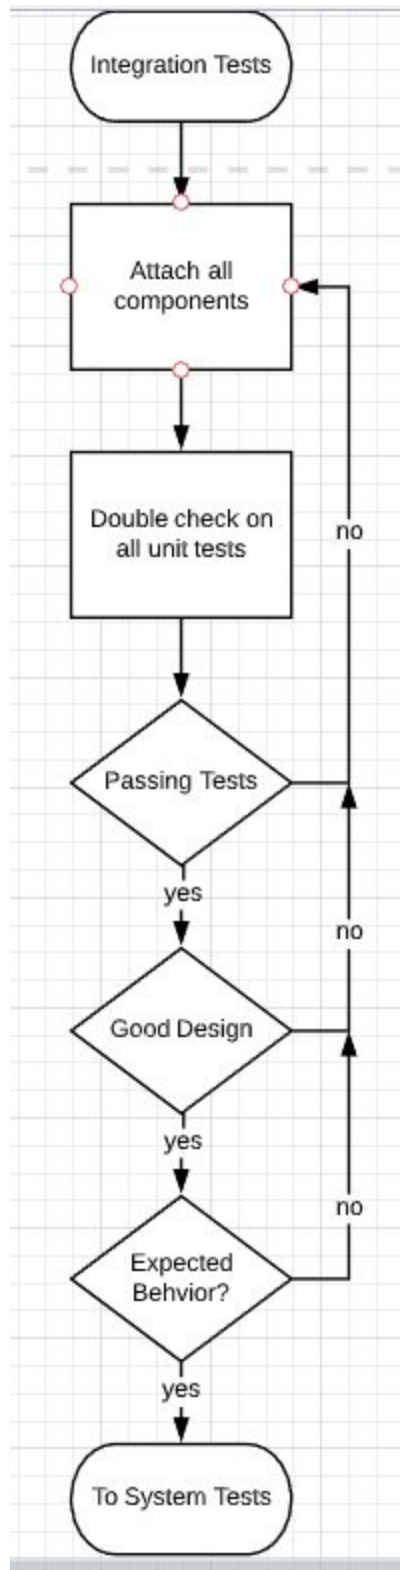 Integration Tests
Attach all
components
Double check on
all unit tests
no
Passing Tests
yes
no
Good Design
yes
no
Expected
Behvior?
yes
To System Tests